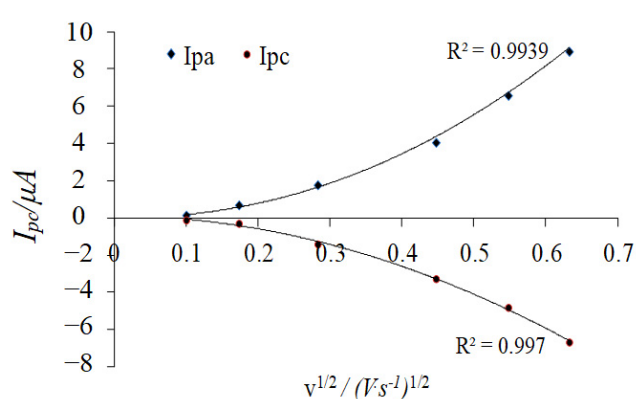 10
Ipa Ipc
R² = 0.9939
8
6
4
2
0
I_pc/μA
0 0.1 0.2 0.3 0.4 0.5 0.6 0.7
−2
−4
−6
R² = 0.997
−8
v^1/2 / (V·s^-1)^1/2